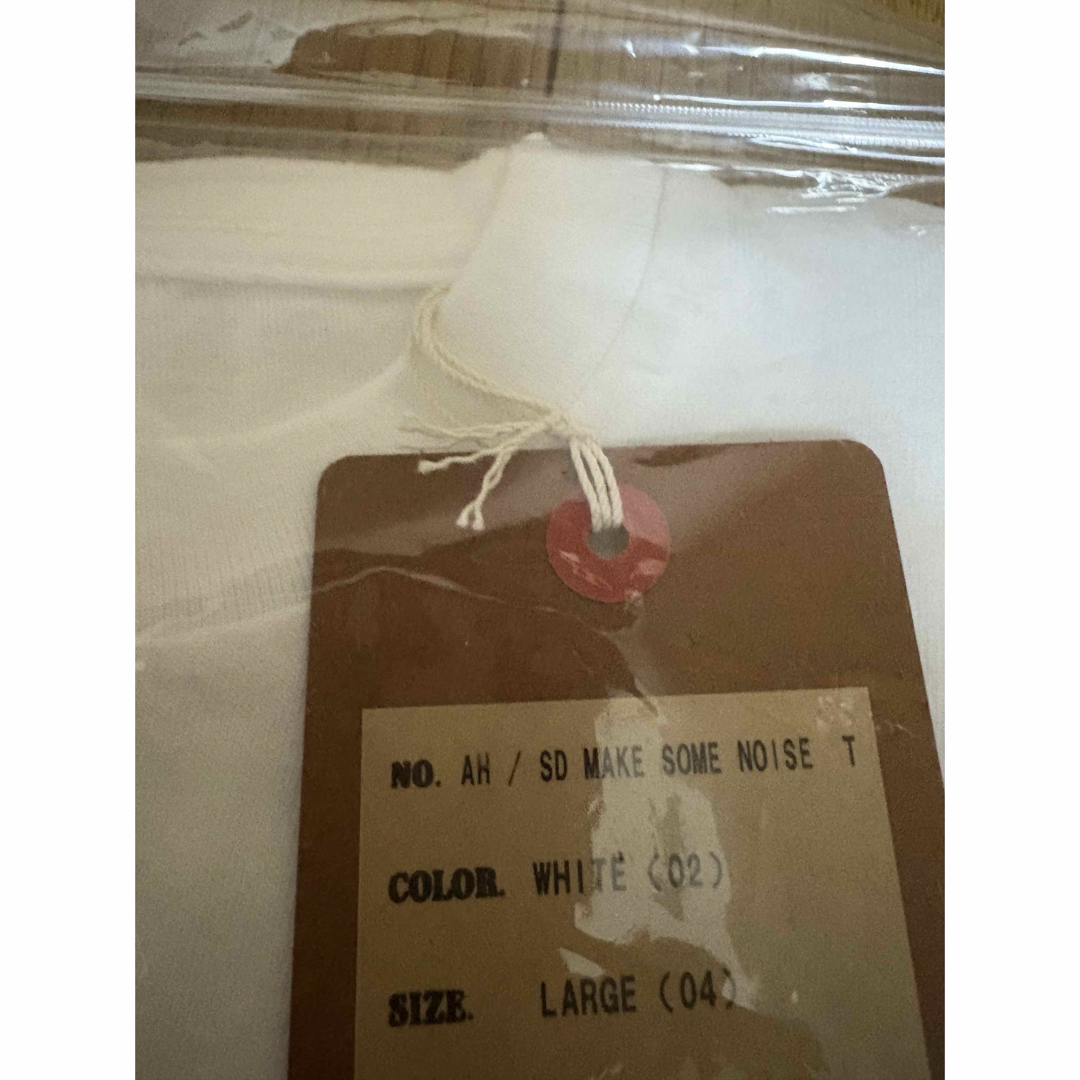 NO. AH / SD MAKE SOME NOISE T
COLOR. WHITE (02)
SIZE. LARGE (04)